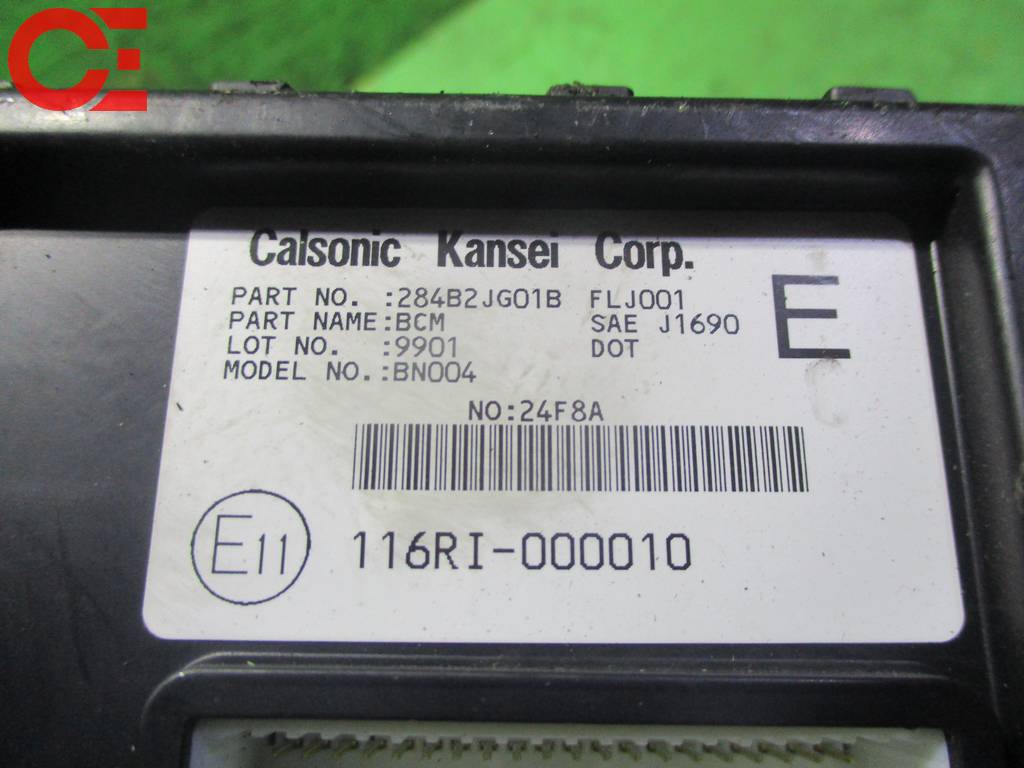 CE
Calsonic Kansei Corp.
PART NO. :284B2JG01B FLJ001
PART NAME:BCM SAE J1690
LOT NO. :9901 DOT
MODEL NO.:BN004
E
NO:24F8A
E11 116RI-000010